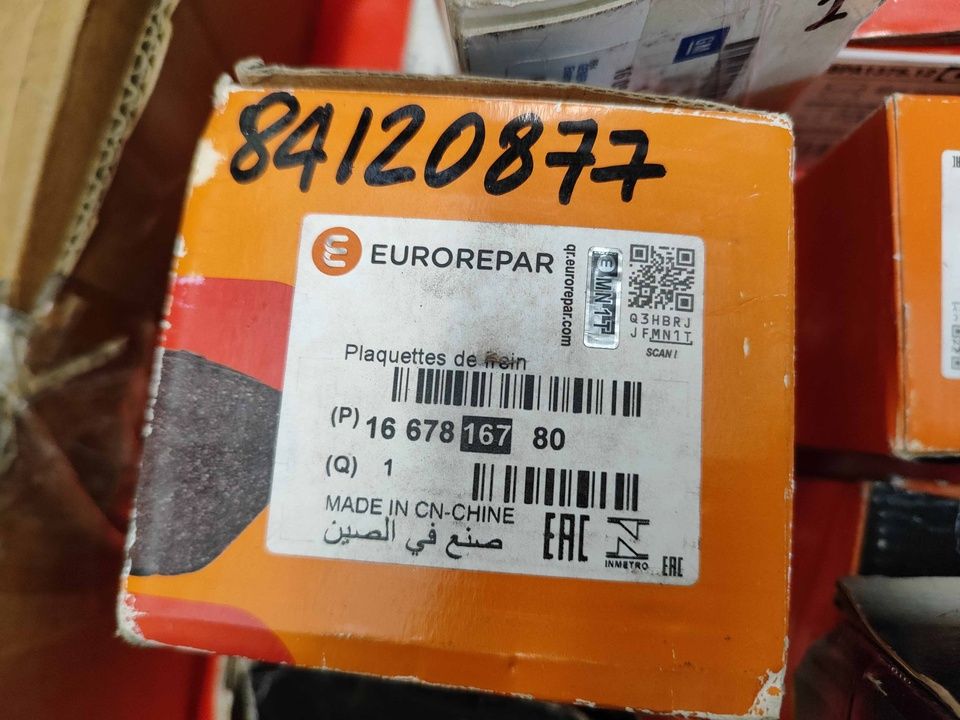 84120877
EUROREPAR
qr.eurorepar.com
MN1T
Q3HBRJ
JFMN1T
SCAN !
Plaquettes de frein
(P) 16 678 167 80
(Q) 1
MADE IN CN-CHINE
صنع في الصين
EAC
INMETRO
EAC
GM